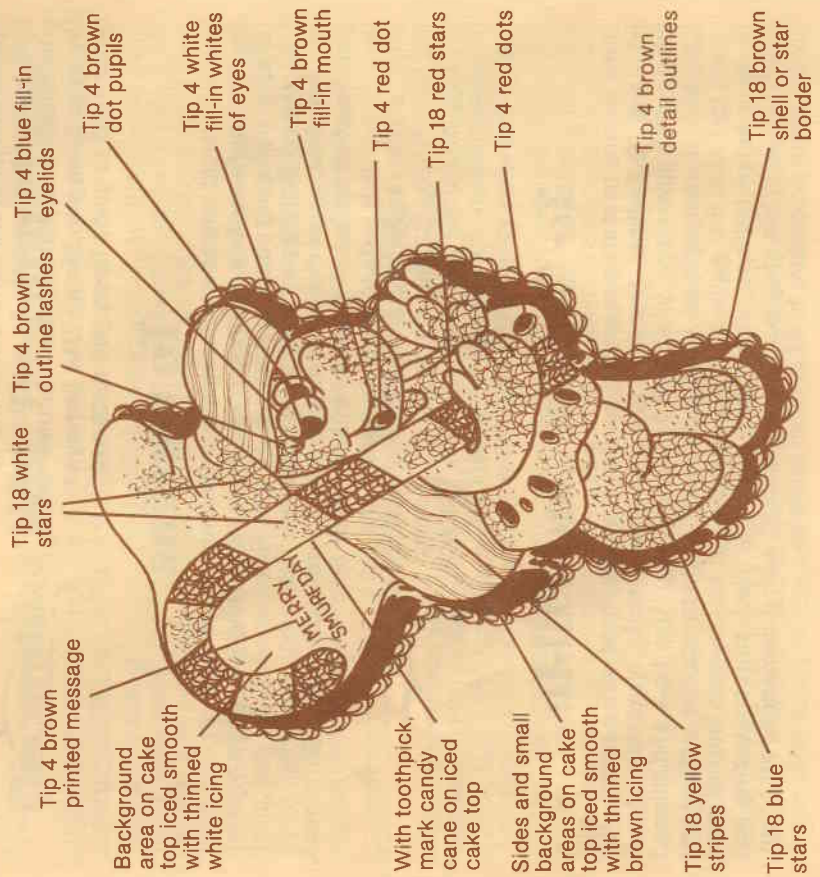 Tip 4 brown
printed message
Background
area on cake
top iced smooth
with thinned
white icing
Tip 18 white
stars
Tip 4 brown
outline lashes
Tip 4 blue fill-in
eyelids
Tip 4 brown
dot pupils
Tip 4 white
fill-in whites
of eyes
Tip 4 brown
fill-in mouth
Tip 4 red dot
Tip 18 red stars
Tip 4 red dots
Tip 4 brown
detail outlines
Tip 18 brown
shell or star
border
MERRY
SMURFDAY
With toothpick,
mark candy
cane on iced
cake top
Sides and small
background
areas on cake
top iced smooth
with thinned
brown icing
Tip 18 yellow
stripes
Tip 18 blue
stars